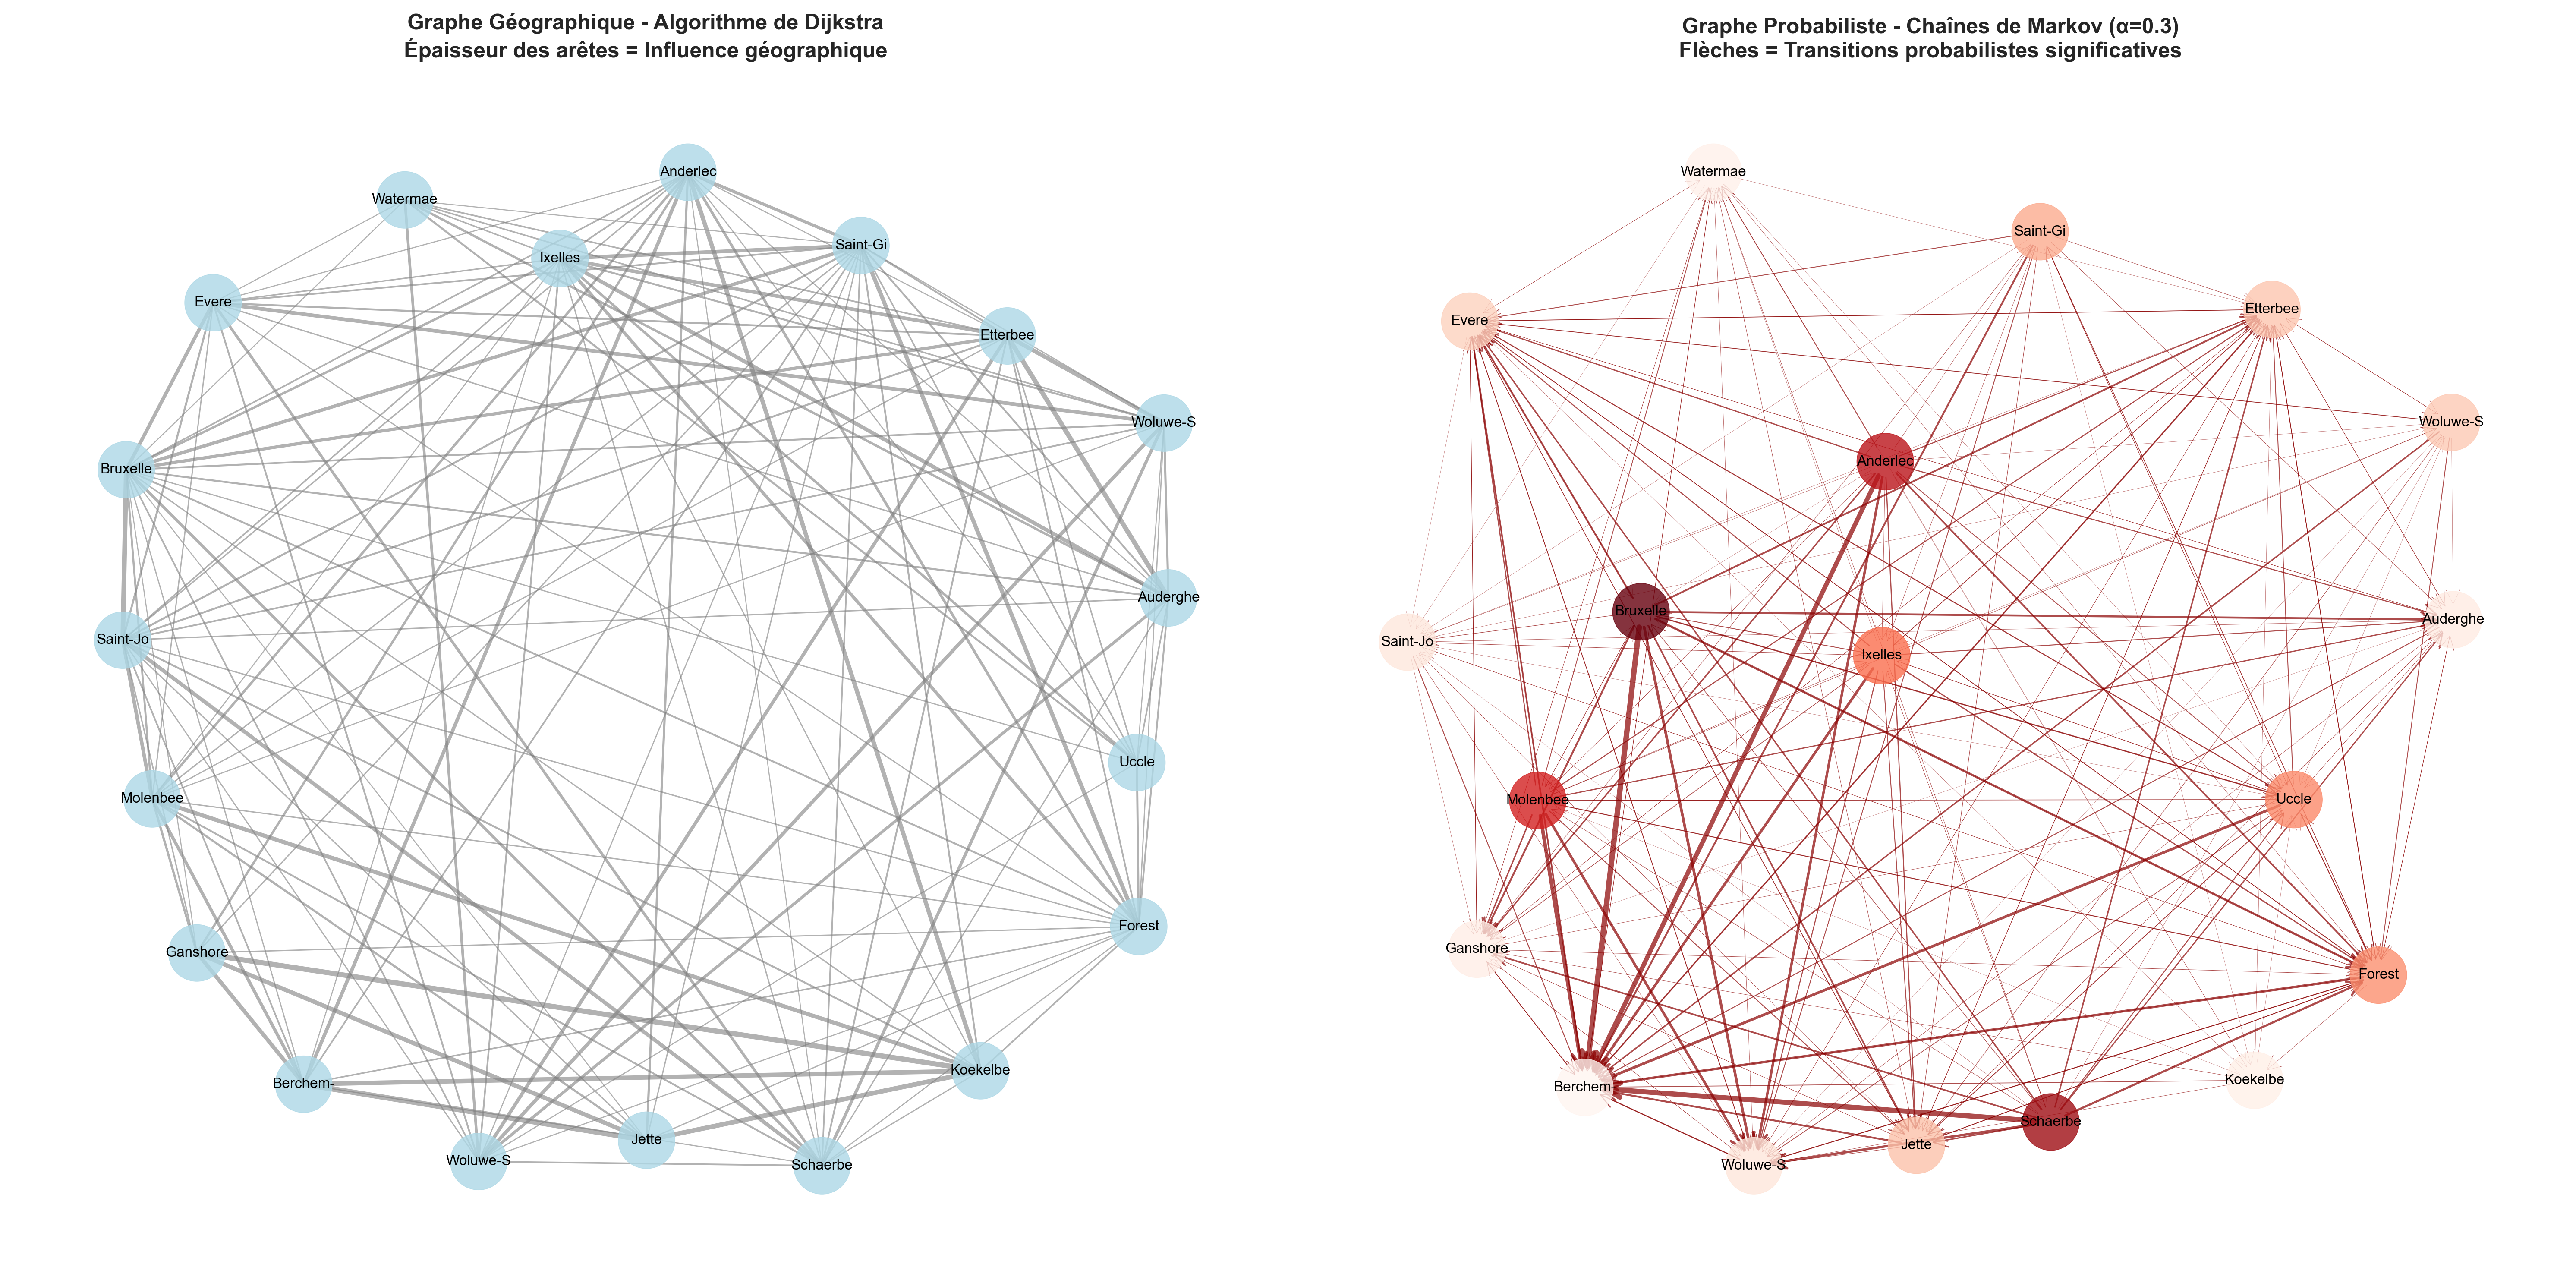 Graphe Géographique - Algorithme de Dijkstra
Épaisseur des arêtes = Influence géographique
Anderlec
Watermae
Saint-Gi
Ixelles
Evere
Etterbee
Woluwe-S
Bruxelle
Auderghe
Saint-Jo
Uccle
Molenbee
Forest
Ganshore
Koekelbe
Berchem-
Jette
Woluwe-S
Schaerbe
Graphe Probabiliste - Chaînes de Markov (α=0.3)
Flèches = Transitions probabilistes significatives
Watermae
Saint-Gi
Etterbee
Evere
Woluwe-S
Anderlec
Bruxelle
Auderghe
Saint-Jo
Ixelles
Molenbee
Uccle
Ganshore
Forest
Koekelbe
Berchem-
Schaerbe
Jette
Woluwe-S